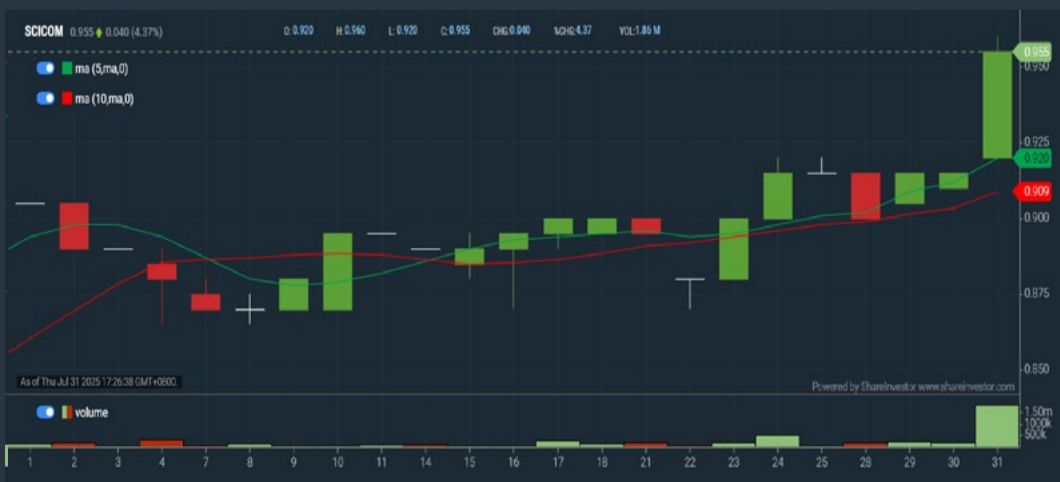 SCICOM 0.955 0.040 (4.37%) O:0.920 H:0.960 L:0.920 C:0.955 CHG:0.040 %CHG:4.37 VOL:1.86 M
ma (5,ma,0)
ma (10,ma,0)
0.955
0.950
0.925
0.920
0.909
0.900
0.875
0.850
As of Thu Jul 31 2025 17:26:38 GMT+0800.
Powered by ShareInvestor www.shareinvestor.com
volume
1.50m
1000k
500k
1 2 3 4 7 8 9 10 11 14 15 16 17 18 21 22 23 24 25 28 29 30 31